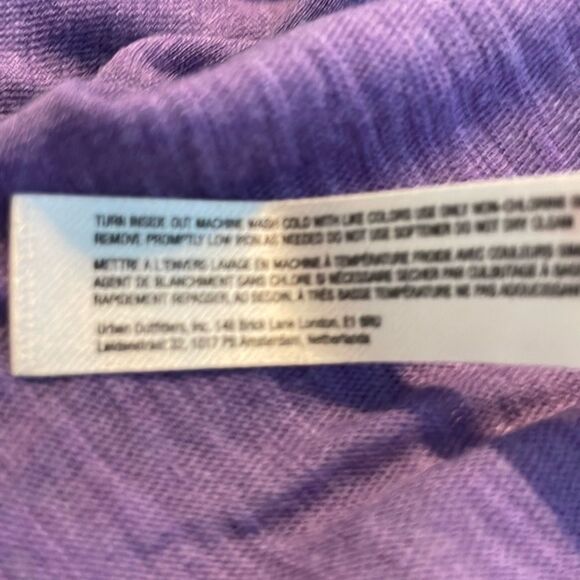 TURN INSIDE OUT MACHINE WASH COLD WITH LIKE COLORS USE ONLY NON-CHLORINE
REMOVE PROMPTLY LOW IRON AS NEEDED DO NOT USE SOFTENER DO NOT DRY CLEAN
METTRE A L'ENVERS LAVAGE EN MACHINE À TEMPÉRATURE FROIDE AVEC COULEURS
AGENT DE BLANCHIMENT SANS CHLORE SI NÉCESSAIRE SECHER PAR CULBUTAGE À
RAPIDEMENT REPASSER, AU BESOIN, À TRÈS BASSE TEMPÉRATURE NE PAS
Urban Outfitters, Inc. 146 Brick Lane London, E1 6RU
Leidsestraat 32, 1017 PB Amsterdam, Netherlands